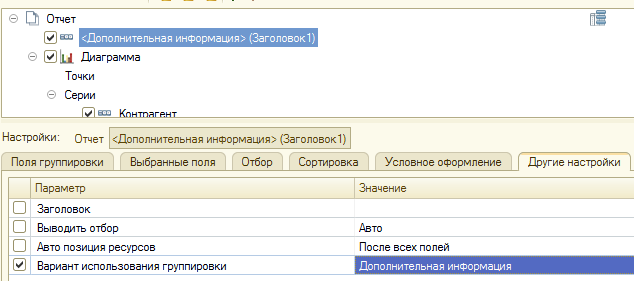 Отчет
<Дополнительная информация> (Заголовок1)
Диаграмма
Точки
Серии
Контрагент
Настройки: Отчет <Дополнительная информация> (Заголовок1)
Поля группировки Выбранные поля Отбор Сортировка Условное оформление Другие настройки
Параметр Значение
Заголовок
Выводить отбор Авто
Авто позиция ресурсов После всех полей
Вариант использования группировки Дополнительная информация